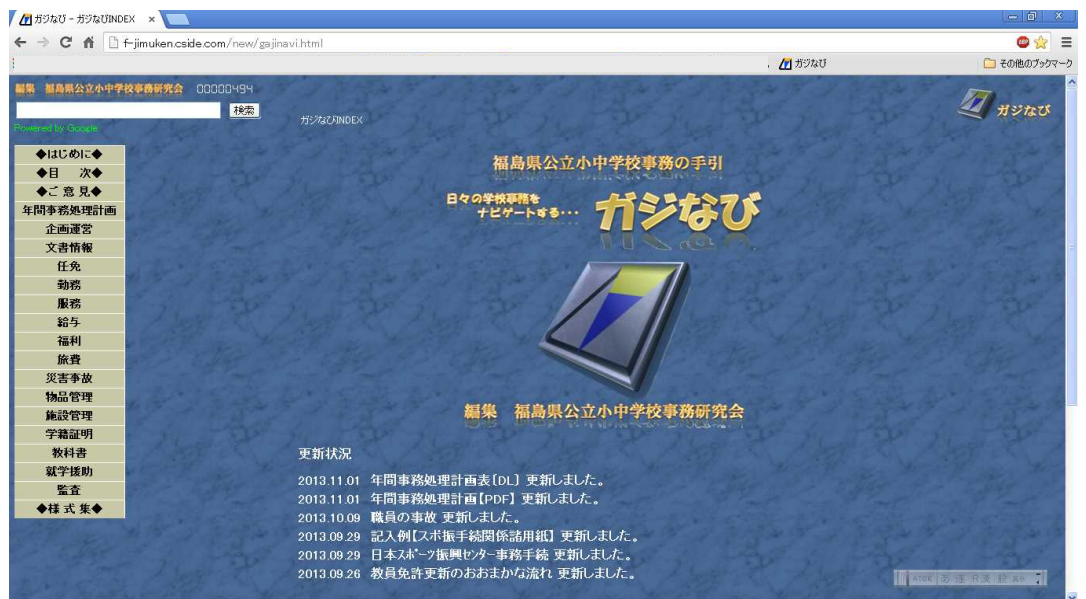 ガジなび - ガジなびINDEX
f-jimuken.cside.com/new/gajinavi.html
ABP
ガジなび
その他のブックマーク
編集 福島県公立小中学校事務研究会 00000494
検索
Powered by Google
ガジなびINDEX
ガジなび
◆はじめに◆
◆目 次◆
◆ご 意 見◆
年間事務処理計画
企画運営
文書情報
任免
勤務
服務
給与
福利
旅費
災害事故
物品管理
施設管理
学籍証明
教科書
就学援助
監査
◆様 式 集◆
福島県公立小中学校事務の手引
日々の学校事務を
ナビゲートする・・・
ガジなび
編集 福島県公立小中学校事務研究会
更新状況
2013.11.01 年間事務処理計画表〔DL〕 更新しました。
2013.11.01 年間事務処理計画【PDF】 更新しました。
2013.10.09 職員の事故 更新しました。
2013.09.29 記入例【スポ振手続関係諸用紙】 更新しました。
2013.09.29 日本スポーツ振興センター事務手続 更新しました。
2013.09.26 教員免許更新のおおまかな流れ 更新しました。
ATOK あ 連 R漢